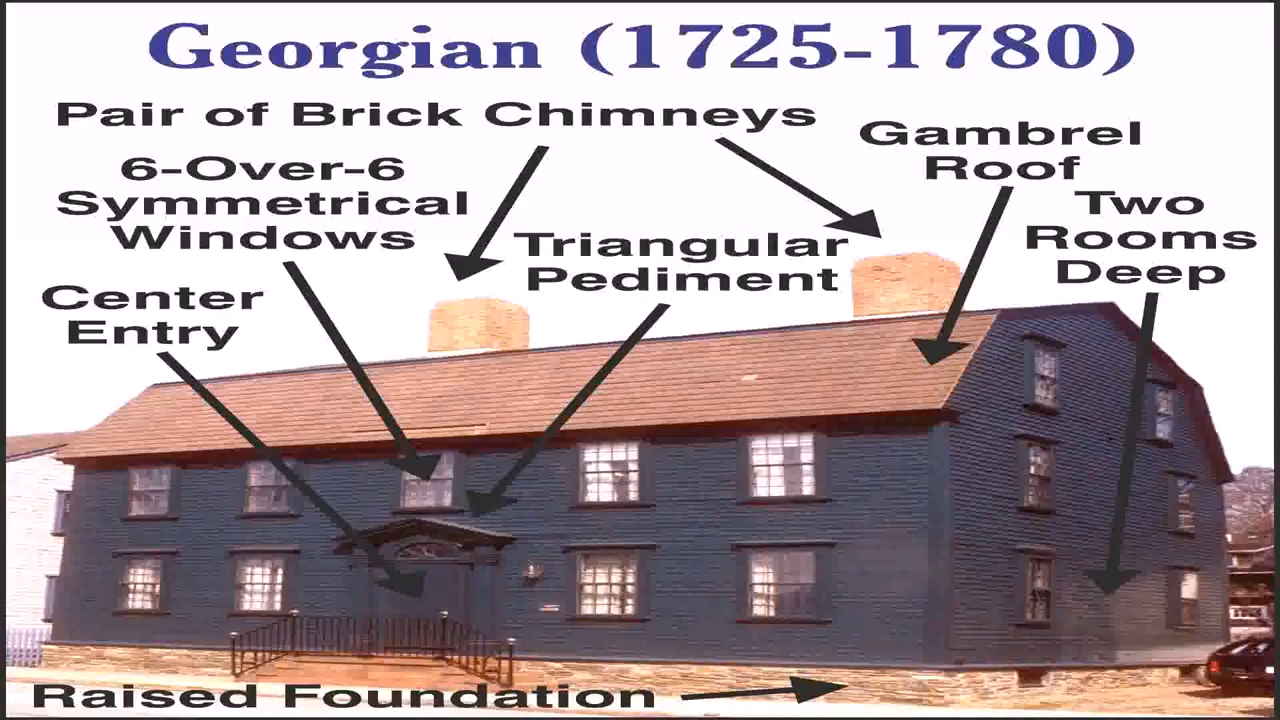 Georgian (1725-1780)
Pair of Brick Chimneys
Gambrel
Roof
6-Over-6
Symmetrical
Windows
Two
Rooms
Deep
Triangular
Pediment
Center
Entry
Raised Foundation